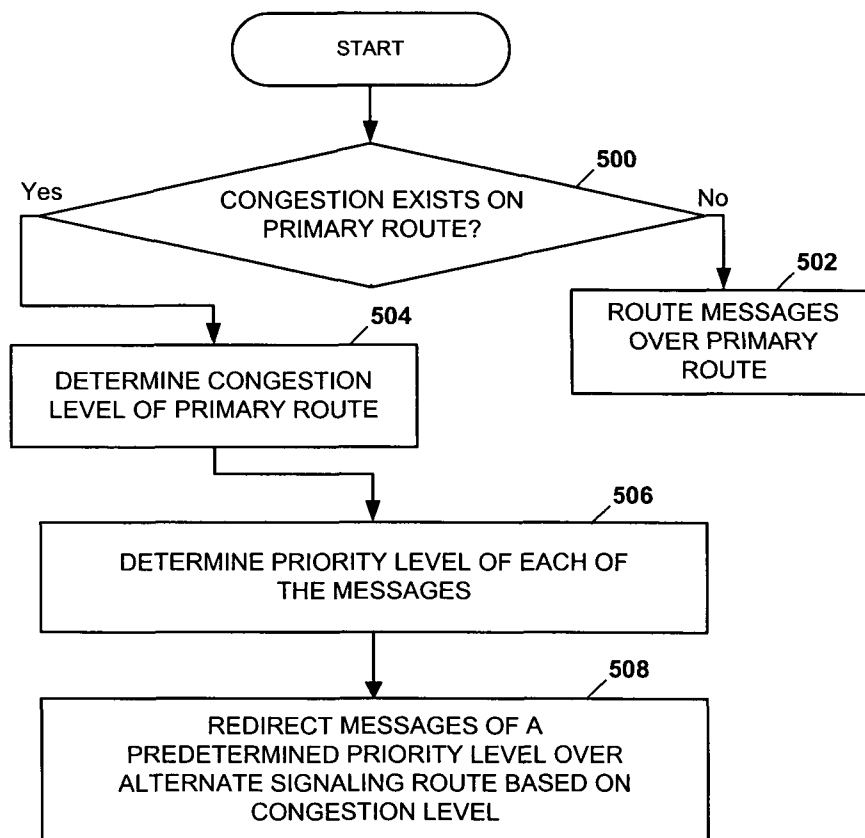 START
500
Yes
CONGESTION EXISTS ON
PRIMARY ROUTE?
No
502
ROUTE MESSAGES
OVER PRIMARY
ROUTE
504
DETERMINE CONGESTION
LEVEL OF PRIMARY ROUTE
506
DETERMINE PRIORITY LEVEL OF EACH OF
THE MESSAGES
508
REDIRECT MESSAGES OF A
PREDETERMINED PRIORITY LEVEL OVER
ALTERNATE SIGNALING ROUTE BASED ON
CONGESTION LEVEL